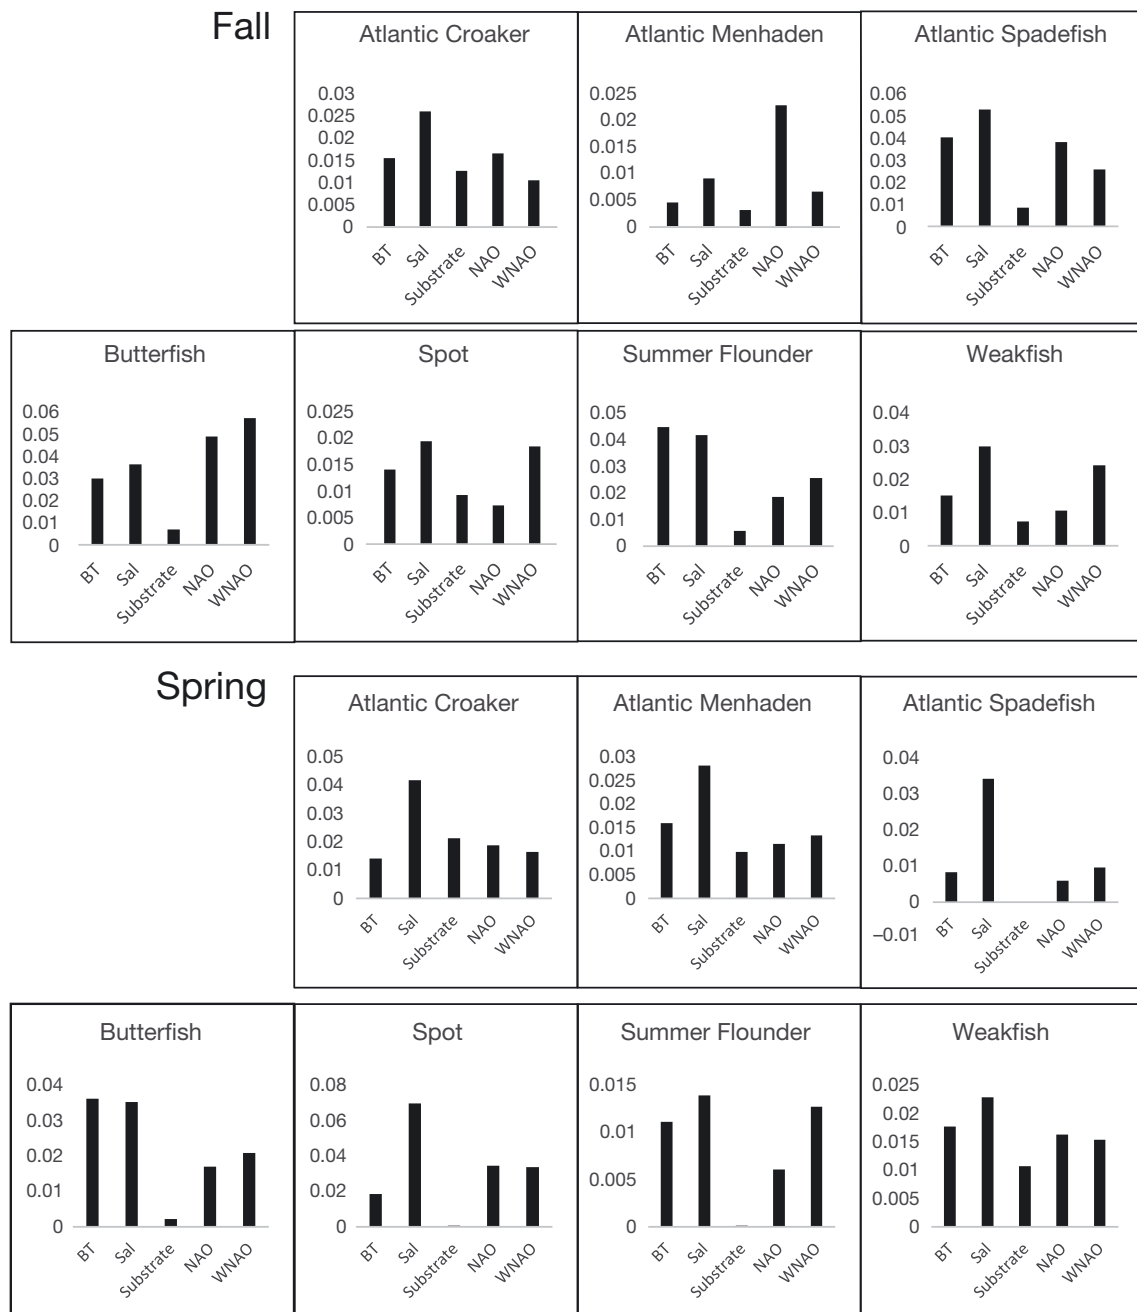 Fall
Atlantic Croaker
0.03
0.025
0.02
0.015
0.01
0.005
0
BT
Sal
Substrate
NAO
WNAO
Atlantic Menhaden
0.025
0.02
0.015
0.01
0.005
0
BT
Sal
Substrate
NAO
WNAO
Atlantic Spadefish
0.06
0.05
0.04
0.03
0.02
0.01
0
BT
Sal
Substrate
NAO
WNAO
Butterfish
0.06
0.05
0.04
0.03
0.02
0.01
0
BT
Sal
Substrate
NAO
WNAO
Spot
0.025
0.02
0.015
0.01
0.005
0
BT
Sal
Substrate
NAO
WNAO
Summer Flounder
0.05
0.04
0.03
0.02
0.01
0
BT
Sal
Substrate
NAO
WNAO
Weakfish
0.04
0.03
0.02
0.01
0
BT
Sal
Substrate
NAO
WNAO
Spring
Atlantic Croaker
0.05
0.04
0.03
0.02
0.01
0
BT
Sal
Substrate
NAO
WNAO
Atlantic Menhaden
0.03
0.025
0.02
0.015
0.01
0.005
0
BT
Sal
Substrate
NAO
WNAO
Atlantic Spadefish
0.04
0.03
0.02
0.01
0
–0.01
BT
Sal
Substrate
NAO
WNAO
Butterfish
0.04
0.03
0.02
0.01
0
BT
Sal
Substrate
NAO
WNAO
Spot
0.08
0.06
0.04
0.02
0
BT
Sal
Substrate
NAO
WNAO
Summer Flounder
0.015
0.01
0.005
0
BT
Sal
Substrate
NAO
WNAO
Weakfish
0.025
0.02
0.015
0.01
0.005
0
BT
Sal
Substrate
NAO
WNAO